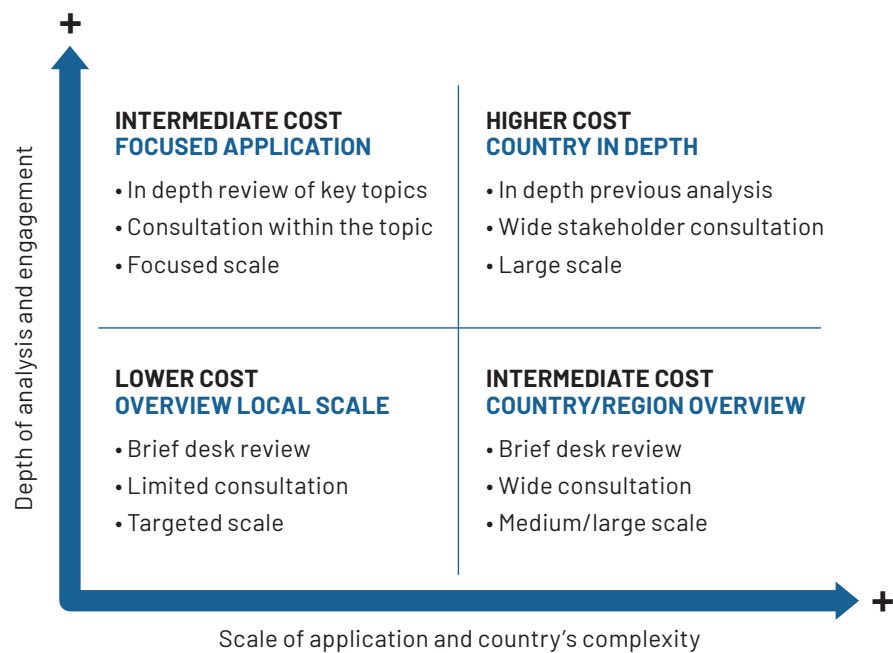 +
Depth of analysis and engagement
INTERMEDIATE COST
FOCUSED APPLICATION
• In depth review of key topics
• Consultation within the topic
• Focused scale
HIGHER COST
COUNTRY IN DEPTH
• In depth previous analysis
• Wide stakeholder consultation
• Large scale
LOWER COST
OVERVIEW LOCAL SCALE
• Brief desk review
• Limited consultation
• Targeted scale
INTERMEDIATE COST
COUNTRY/REGION OVERVIEW
• Brief desk review
• Wide consultation
• Medium/large scale
+
Scale of application and country’s complexity